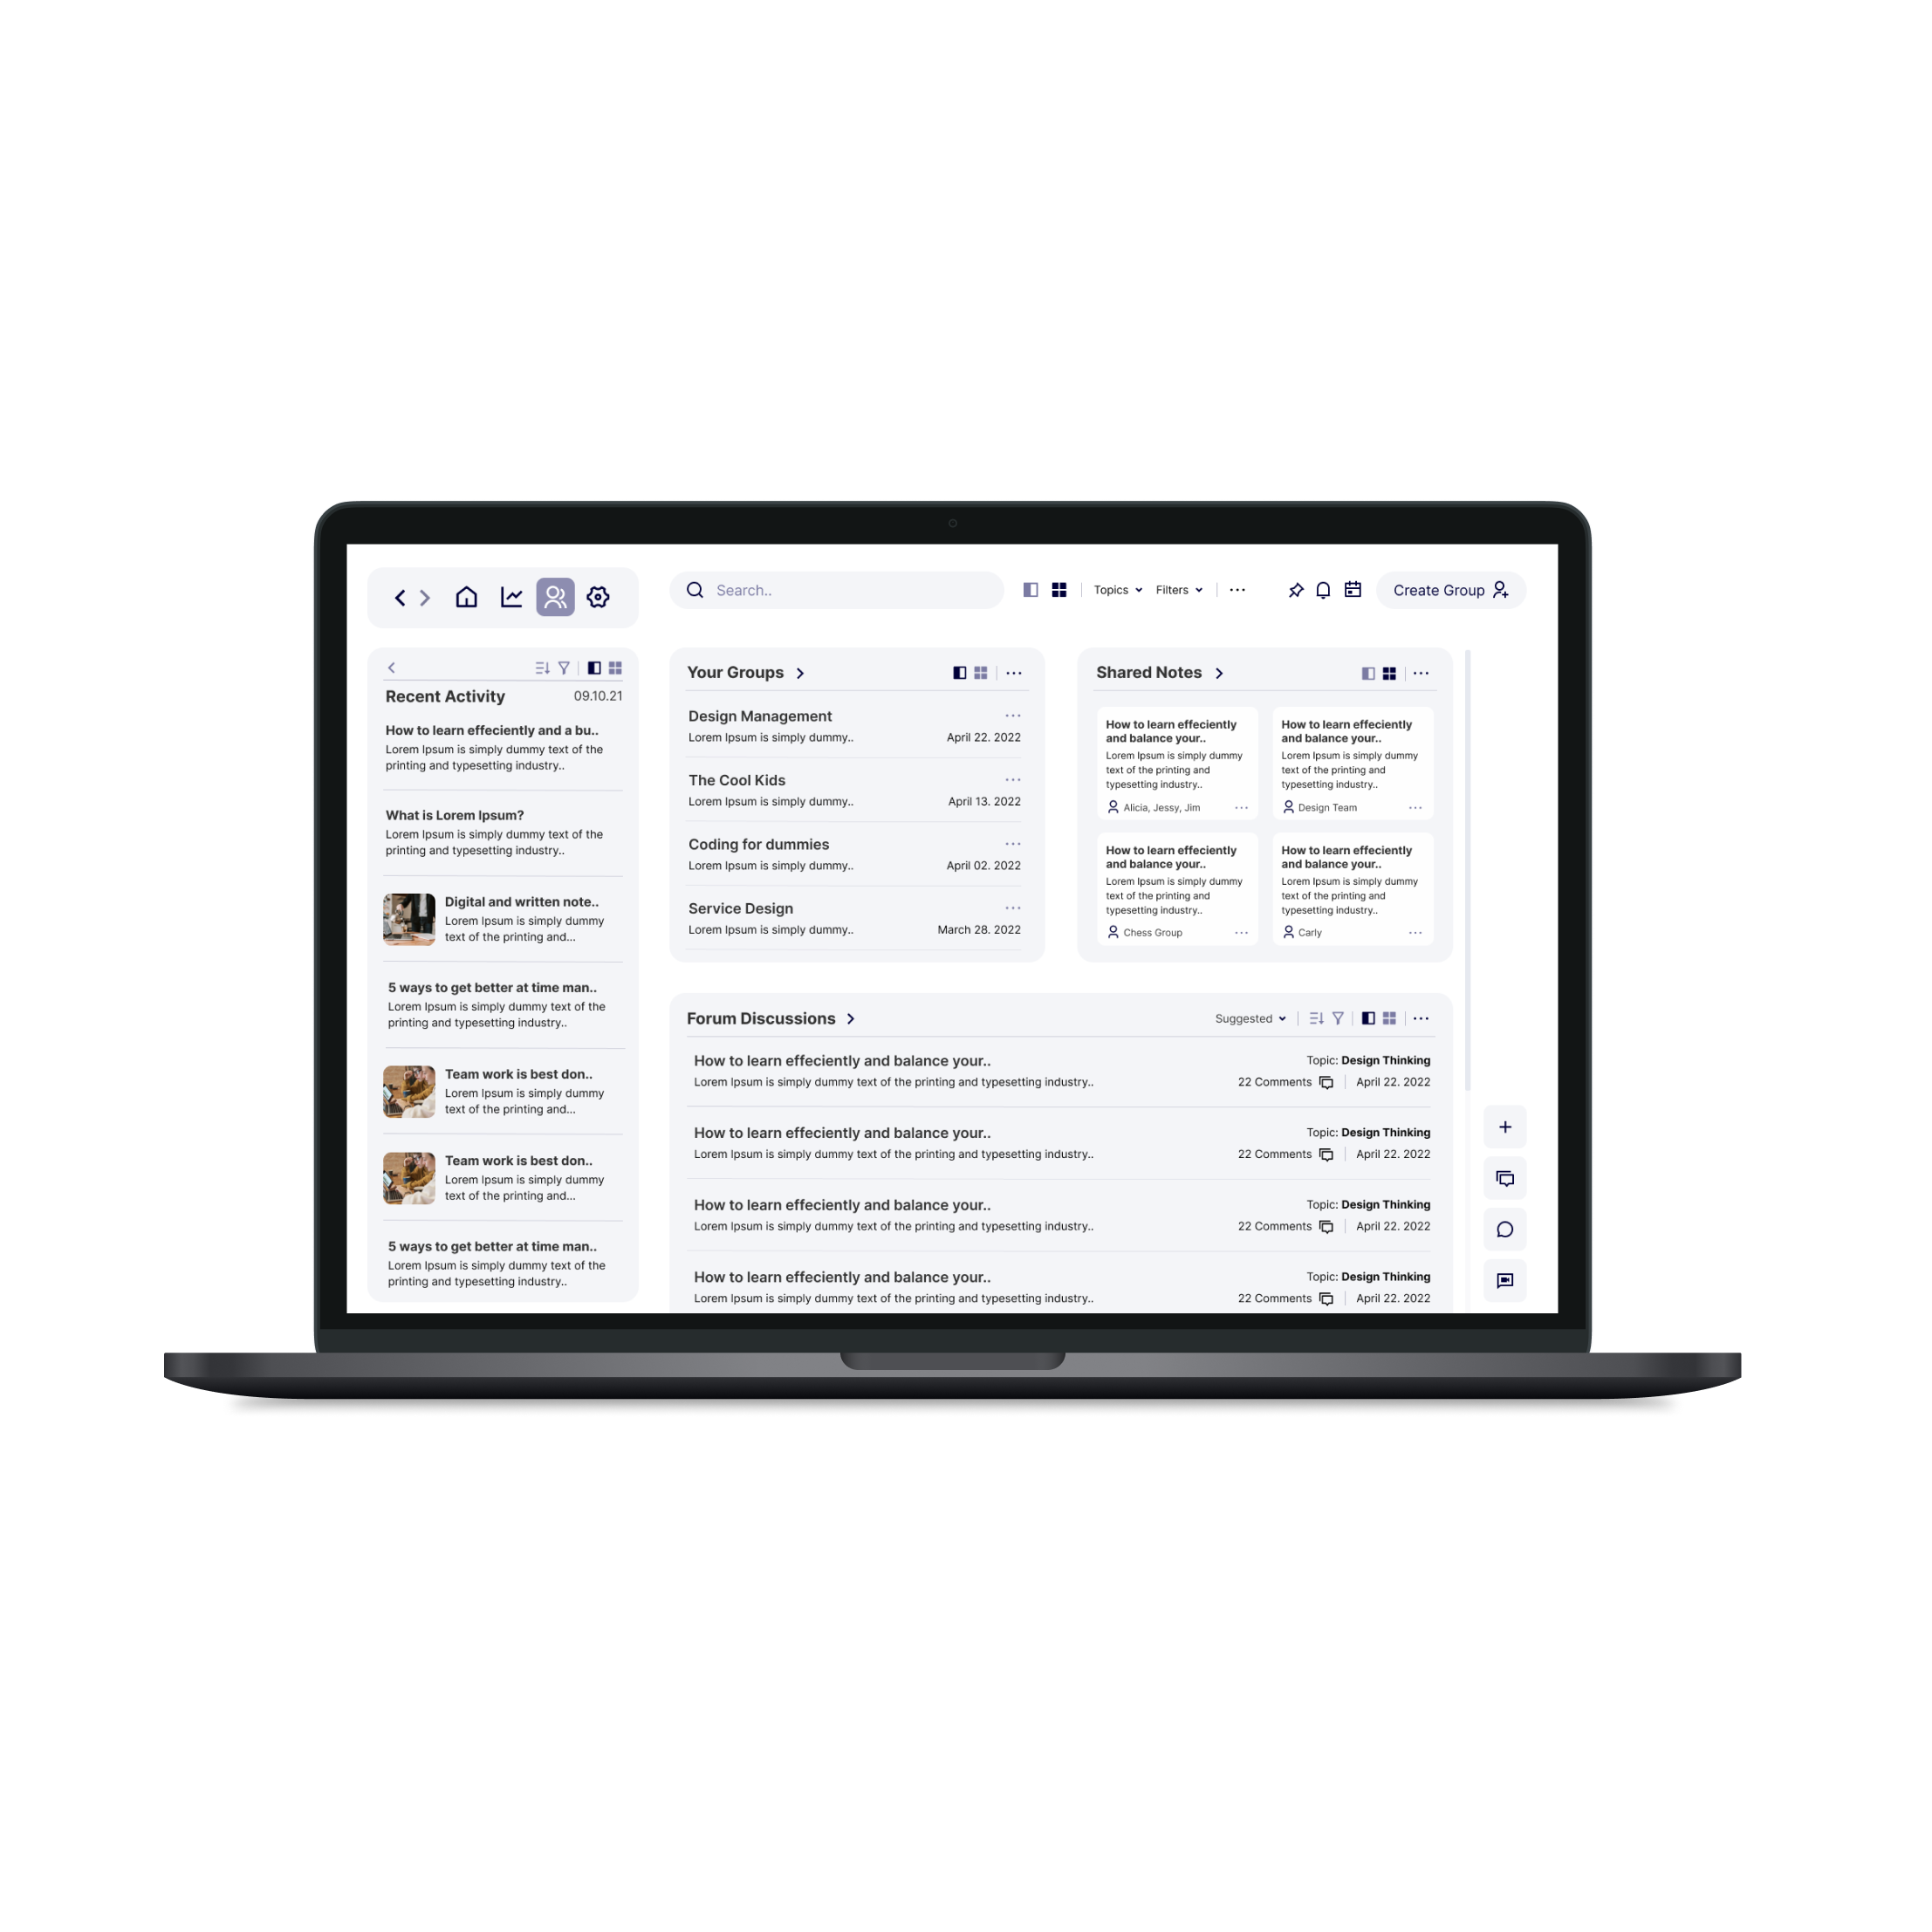 Search..
Topics
Filters
Create Group
Recent Activity
09.10.21
How to learn effeciently and a bu..
Lorem Ipsum is simply dummy text of the
printing and typesetting industry..
What is Lorem Ipsum?
Lorem Ipsum is simply dummy text of the
printing and typesetting industry..
Digital and written note..
Lorem Ipsum is simply dummy
text of the printing and...
5 ways to get better at time man..
Lorem Ipsum is simply dummy text of the
printing and typesetting industry..
Team work is best don..
Lorem Ipsum is simply dummy
text of the printing and...
Team work is best don..
Lorem Ipsum is simply dummy
text of the printing and...
5 ways to get better at time man..
Lorem Ipsum is simply dummy text of the
printing and typesetting industry..
Your Groups
Design Management
Lorem Ipsum is simply dummy..
April 22. 2022
The Cool Kids
Lorem Ipsum is simply dummy..
April 13. 2022
Coding for dummies
Lorem Ipsum is simply dummy..
April 02. 2022
Service Design
Lorem Ipsum is simply dummy..
March 28. 2022
Shared Notes
How to learn effeciently
and balance your..
Lorem Ipsum is simply dummy
text of the printing and
typesetting industry..
Alicia, Jessy, Jim
How to learn effeciently
and balance your..
Lorem Ipsum is simply dummy
text of the printing and
typesetting industry..
Design Team
How to learn effeciently
and balance your..
Lorem Ipsum is simply dummy
text of the printing and
typesetting industry..
Chess Group
How to learn effeciently
and balance your..
Lorem Ipsum is simply dummy
text of the printing and
typesetting industry..
Carly
Forum Discussions
Suggested
How to learn effeciently and balance your..
Topic: Design Thinking
Lorem Ipsum is simply dummy text of the printing and typesetting industry..
22 Comments
April 22. 2022
How to learn effeciently and balance your..
Topic: Design Thinking
Lorem Ipsum is simply dummy text of the printing and typesetting industry..
22 Comments
April 22. 2022
How to learn effeciently and balance your..
Topic: Design Thinking
Lorem Ipsum is simply dummy text of the printing and typesetting industry..
22 Comments
April 22. 2022
How to learn effeciently and balance your..
Topic: Design Thinking
Lorem Ipsum is simply dummy text of the printing and typesetting industry..
22 Comments
April 22. 2022